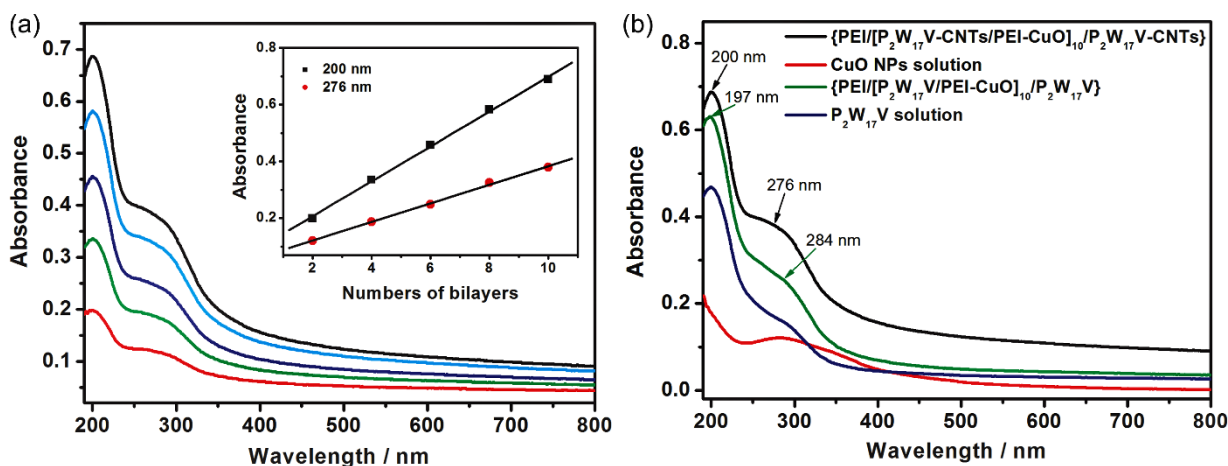 (a)
0.7
0.6
0.5
0.4
0.3
0.2
0.1
Absorbance
200 300 400 500 600 700 800
Wavelength / nm
0.8
0.6
0.4
0.2
Absorbance
200 nm
276 nm
2 4 6 8 10
Numbers of bilayers
(b)
0.8
0.6
0.4
0.2
0.0
Absorbance
{PEI/[P₂W₁₇V-CNTs/PEI-CuO]₁₀/P₂W₁₇V-CNTs}
CuO NPs solution
{PEI/[P₂W₁₇V/PEI-CuO]₁₀/P₂W₁₇V}
P₂W₁₇V solution
200 nm
197 nm
276 nm
284 nm
200 300 400 500 600 700 800
Wavelength / nm